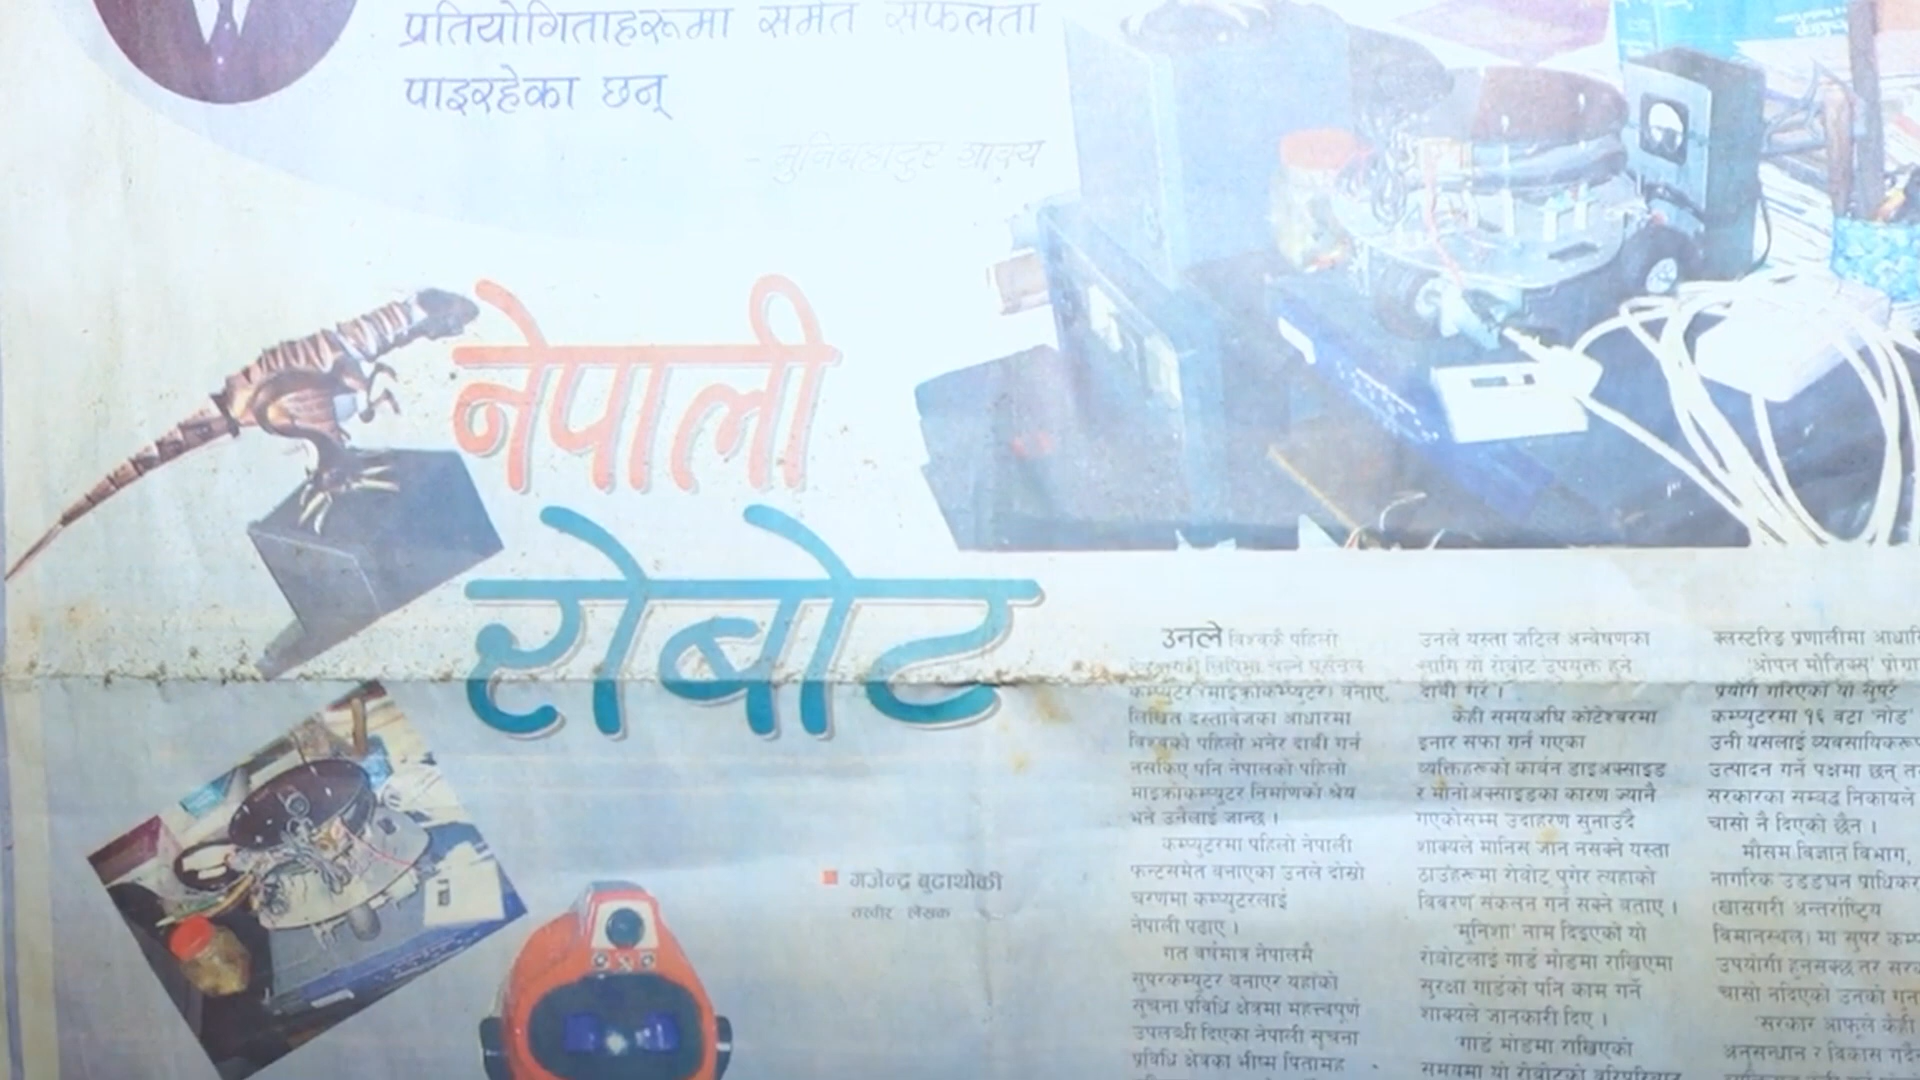 प्रतियोगिताहरूमा समेत सफलता
पाइरहेका छन्
- मुनिबहादुर शाक्य
नेपाली
रोबोट
गजेन्द्र बुढाथोकी
तस्वीर लेखक
उनले विश्वकै पहिलो
कम्प्युटर (माइक्रोकम्प्युटर) बनाए,
लिखित दस्तावेजका आधारमा
विश्वको पहिलो भनेर दाबी गर्न
नसकिए पनि नेपालको पहिलो
माइक्रोकम्प्युटर निर्माणको श्रेय
भने उनैलाई जान्छ ।
कम्प्युटरमा पहिलो नेपाली
फन्टसमेत बनाएका उनले दोस्रो
चरणमा कम्प्युटरलाई
नेपाली पढाए ।
गत वर्षमात्र नेपालमै
सुपरकम्प्युटर बनाएर यहाँको
सूचना प्रविधि क्षेत्रमा महत्त्वपूर्ण
उपलब्धी दिएका नेपाली सूचना
प्रविधि क्षेत्रका भीष्म पितामह
उनले यस्ता जटिल अन्वेषणका
लागि यो रोबोट उपयुक्त हुने
दाबी गरे ।
केही समयअघि कोटेश्वरमा
इनार सफा गर्न गएका
व्यक्तिहरूको कार्बन डाइअक्साइड
र मोनोअक्साइडका कारण ज्यानै
गएकोसम्म उदाहरण सुनाउँदै
शाक्यले मानिस जान नसक्ने यस्ता
ठाउँहरूमा रोबोट पुगेर त्यहाँको
विवरण संकलन गर्न सक्ने बताए ।
'मुनिशा' नाम दिइएको यो
रोबोटलाई गार्ड मोडमा राखिएमा
सुरक्षा गार्डको पनि काम गर्ने
शाक्यले जानकारी दिए ।
'गार्ड मोडमा राखिएको
समयमा यो रोबोटको वरिपरिबाट
क्लस्टरिङ प्रणालीमा आधारि
'ओपन मोजिक्स' प्रोग्रा
प्रयोग गरिएको यो सुपर
कम्प्युटरमा १६ वटा 'नोड'
उनी यसलाई व्यवसायिकरूप
उत्पादन गर्ने पक्षमा छन् त
सरकारका सम्बद्ध निकायले
चासो नै दिएको छैन ।
मौसम विज्ञान विभाग,
नागरिक उड्डयन प्राधिकर
(खासगरी अन्तर्राष्ट्रिय
विमानस्थल) मा सुपर कम्प
उपयोगी हुनसक्छ तर सरक
चासो नदिएको उनको गुन
'सरकार आफूले केही
अनुसन्धान र विकास गर्दैन